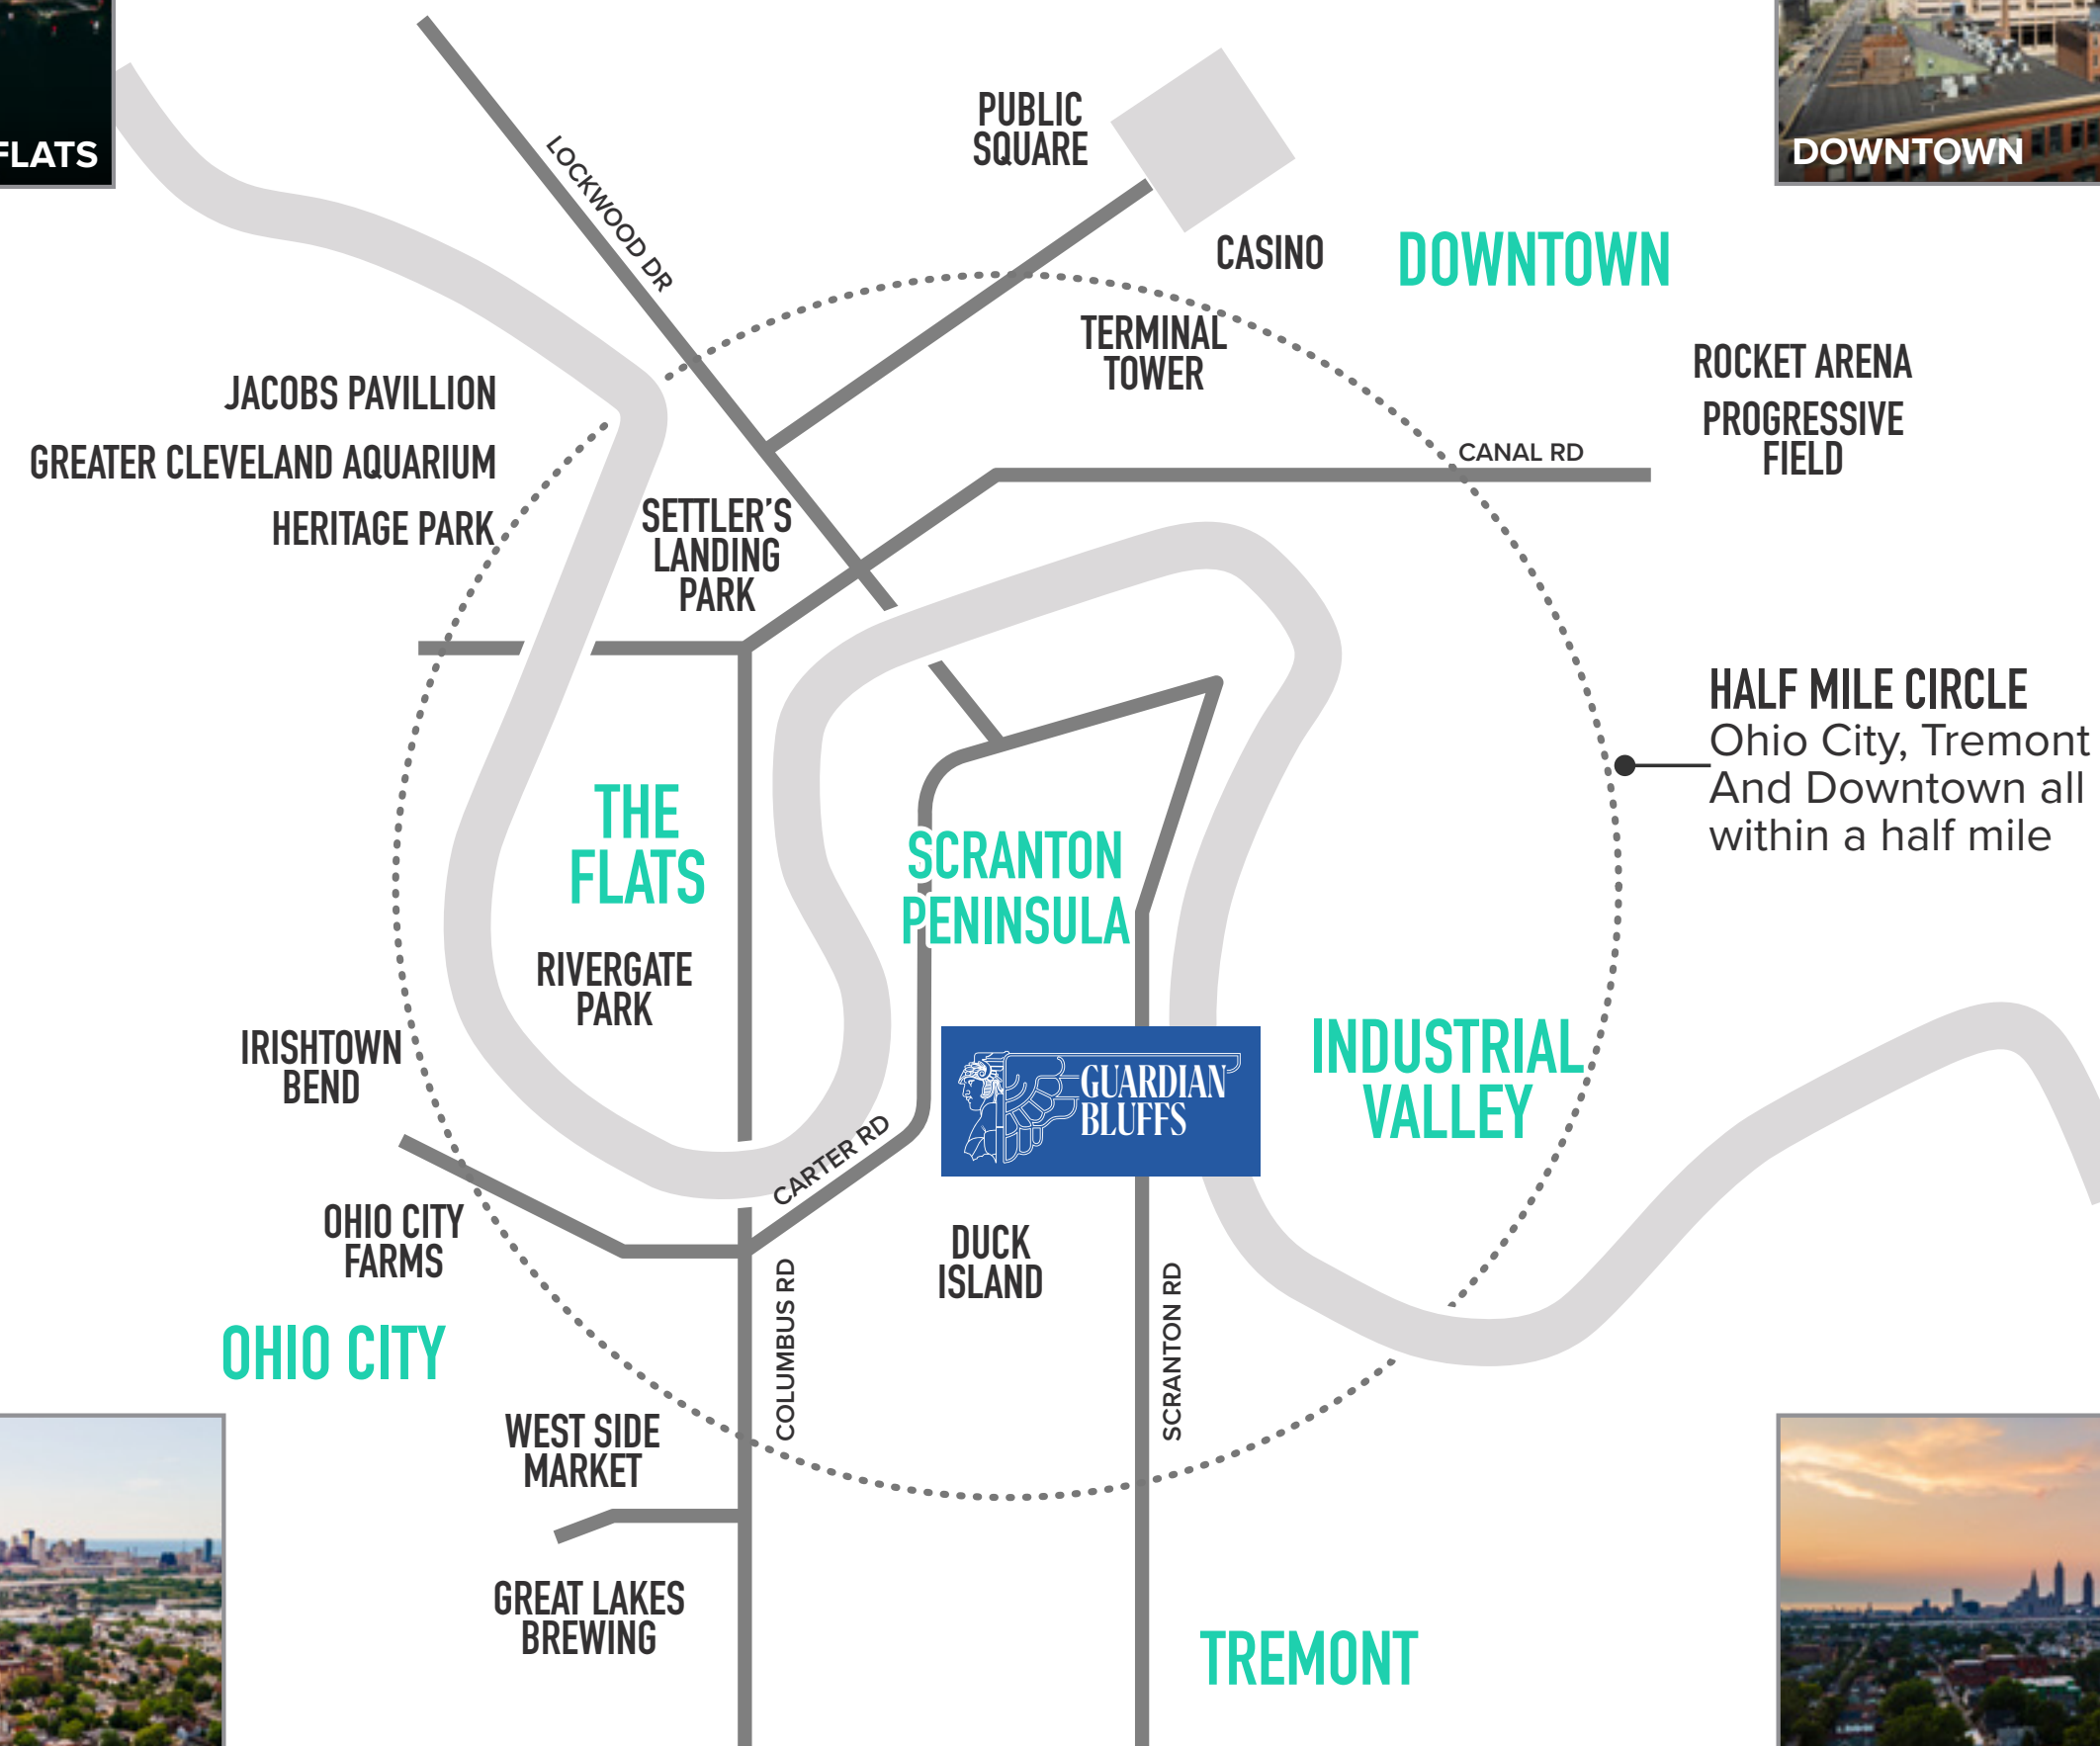 FLATS
DOWNTOWN
LOCKWOOD DR
PUBLIC
SQUARE
CASINO
DOWNTOWN
TERMINAL
TOWER
ROCKET ARENA
PROGRESSIVE
FIELD
JACOBS PAVILLION
GREATER CLEVELAND AQUARIUM
HERITAGE PARK
CANAL RD
SETTLER'S
LANDING
PARK
HALF MILE CIRCLE
Ohio City, Tremont
And Downtown all
within a half mile
THE
FLATS
SCRANTON
PENINSULA
RIVERGATE
PARK
IRISHTOWN
BEND
GUARDIAN
BLUFFS
INDUSTRIAL
VALLEY
CARTER RD
OHIO CITY
FARMS
DUCK
ISLAND
OHIO CITY
COLUMBUS RD
SCRANTON RD
WEST SIDE
MARKET
GREAT LAKES
BREWING
TREMONT